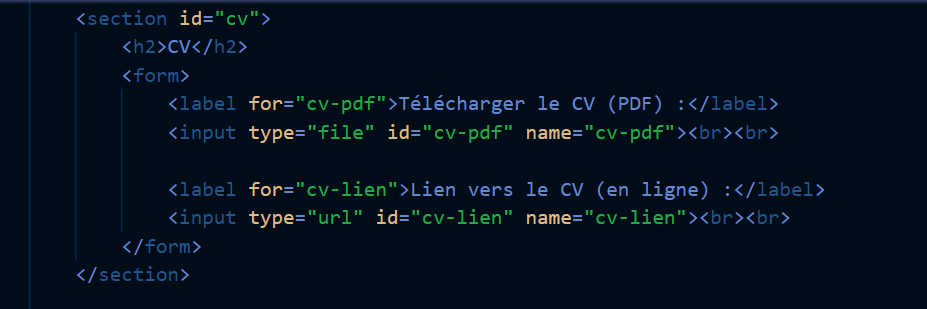 <section id="cv">
<h2>CV</h2>
<form>
<label for="cv-pdf">Télécharger le CV (PDF) :</label>
<input type="file" id="cv-pdf" name="cv-pdf"><br><br>
<label for="cv-lien">Lien vers le CV (en ligne) :</label>
<input type="url" id="cv-lien" name="cv-lien"><br><br>
</form>
</section>